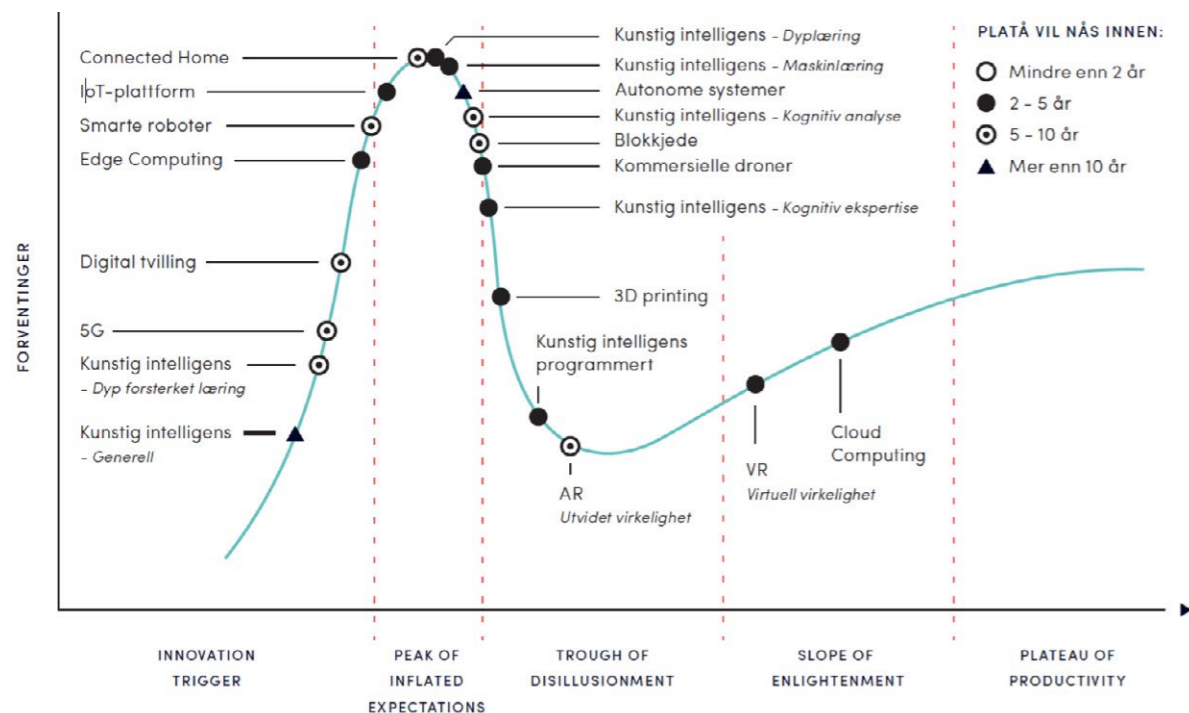 Connected Home
IoT-plattform
Smarte roboter
Edge Computing
Digital tvilling
5G
Kunstig intelligens
- Dyp forsterket læring
Kunstig intelligens
- Generell
Kunstig intelligens - Dyplæring
Kunstig intelligens - Maskinlæring
Autonome systemer
Kunstig intelligens - Kognitiv analyse
Blokkjede
Kommersielle droner
Kunstig intelligens - Kognitiv ekspertise
3D printing
Kunstig intelligens
programmert
AR
Utvidet virkelighet
VR
Virtuell virkelighet
Cloud
Computing
PLATÅ VIL NÅS INNEN:
Mindre enn 2 år
2 - 5 år
5 - 10 år
Mer enn 10 år
FORVENTINGER
INNOVATION
TRIGGER
PEAK OF
INFLATED
EXPECTATIONS
TROUGH OF
DISILLUSIONMENT
SLOPE OF
ENLIGHTENMENT
PLATEAU OF
PRODUCTIVITY